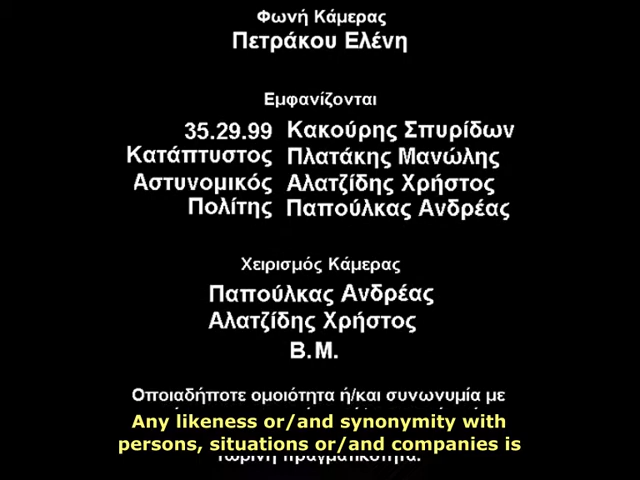 Φωνή Κάμερας
Πετράκου Ελένη
Εμφανίζονται
35.29.99 Κακούρης Σπυρίδων
Κατάπτυστος Πλατάκης Μανώλης
Αστυνομικός Αλατζίδης Χρήστος
Πολίτης Παπούλκας Ανδρέας
Χειρισμός Κάμερας
Παπούλκας Ανδρέας
Αλατζίδης Χρήστος
Β.Μ.
Οποιαδήποτε ομοιότητα ή/και συνωνυμία με
Any likeness or/and synonymity with
persons, situations or/and companies is
τωρινή πραγματικότητα.